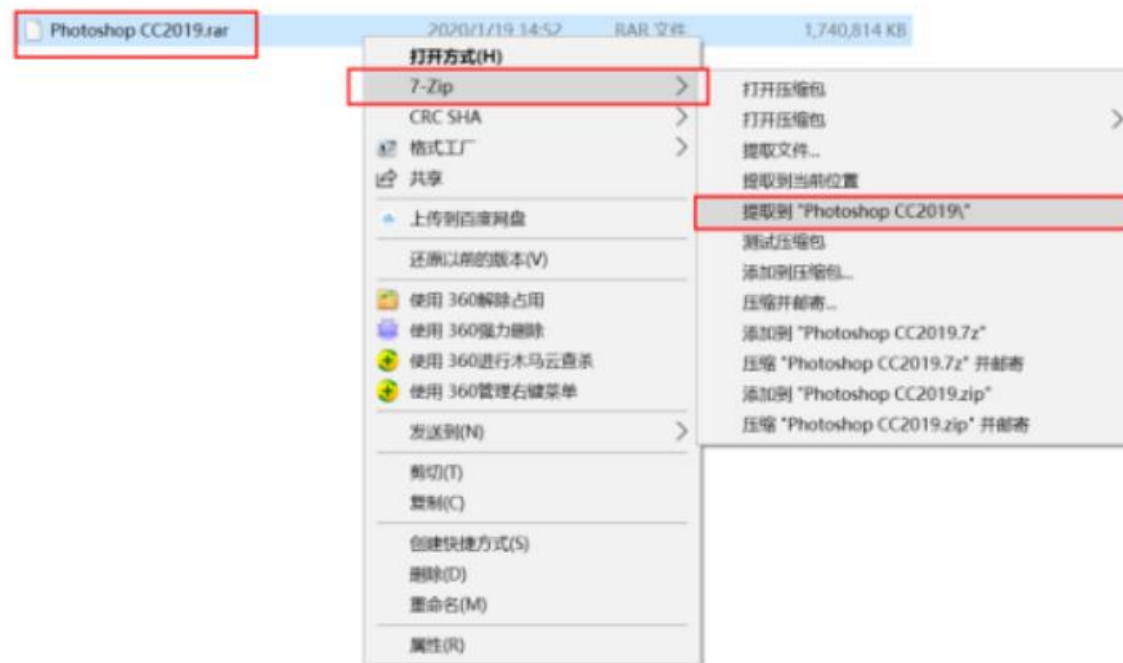 Photoshop CC2019.rar 2020/1/19 14:52 RAR 文件 1,740,814 KB
打开方式(H)
7-Zip
CRC SHA
格式工厂
共享
上传到百度网盘
还原以前的版本(V)
使用 360解除占用
使用 360强力删除
使用 360进行木马云查杀
使用 360管理右键菜单
发送到(N)
剪切(T)
复制(C)
创建快捷方式(S)
删除(D)
重命名(M)
属性(R)
打开压缩包
打开压缩包
提取文件...
提取到当前位置
提取到 "Photoshop CC2019\"
测试压缩包
添加到压缩包...
压缩并邮寄...
添加到 "Photoshop CC2019.7z"
压缩 "Photoshop CC2019.7z" 并邮寄
添加到 "Photoshop CC2019.zip"
压缩 "Photoshop CC2019.zip" 并邮寄